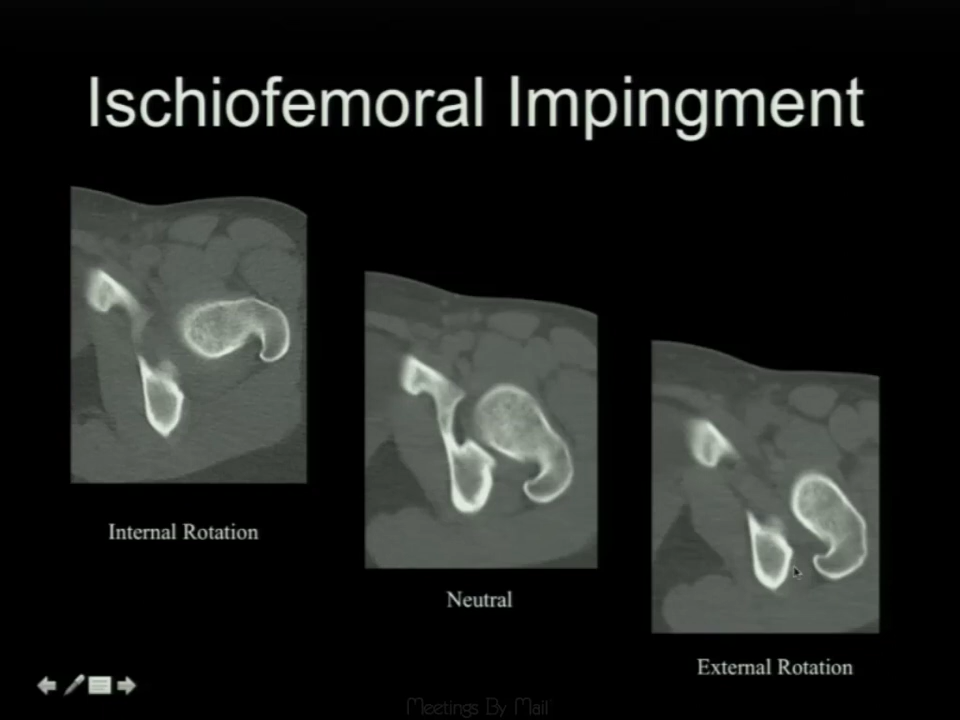 Ischiofemoral Impingment
Internal Rotation
Neutral
External Rotation
Meetings By Mail